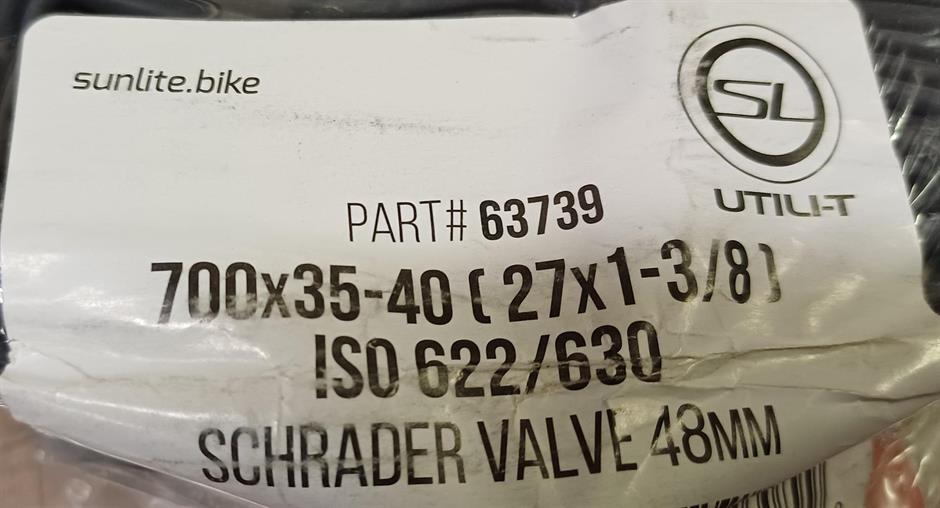 sunlite.bike
SL
UTILI-T
PART# 63739
700x35-40 ( 27x1-3/8 )
ISO 622/630
SCHRADER VALVE 48MM